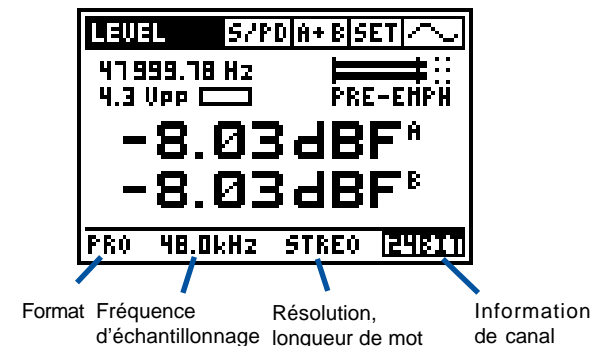 LEVEL S/PD A+B SET
47999.78 Hz
4.3 Vpp PRE-EMPH
-8.03dBF A
-8.03dBF B
PRO 48.0kHz STREO 24BIT
Format Fréquence d'échantillonnage Résolution, longueur de mot Information de canal